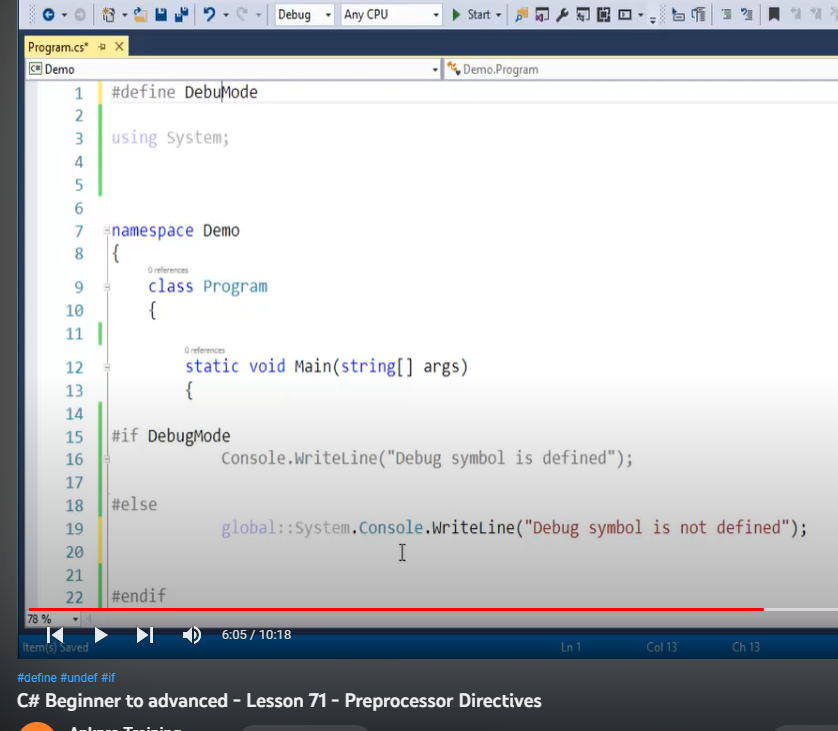 Debug Any CPU Start
Program.cs*
C# Demo Demo.Program
1 #define DebuMode
2
3 using System;
4
5
6
7 namespace Demo
8 {
0 references
9 class Program
10 {
11
0 references
12 static void Main(string[] args)
13 {
14
15 #if DebugMode
16 Console.WriteLine("Debug symbol is defined");
17
18 #else
19 global::System.Console.WriteLine("Debug symbol is not defined");
20
21
22 #endif
78 %
6:05 / 10:18
Item(s) Saved Ln 1 Col 13 Ch 13
#define #undef #if
C# Beginner to advanced - Lesson 71 - Preprocessor Directives